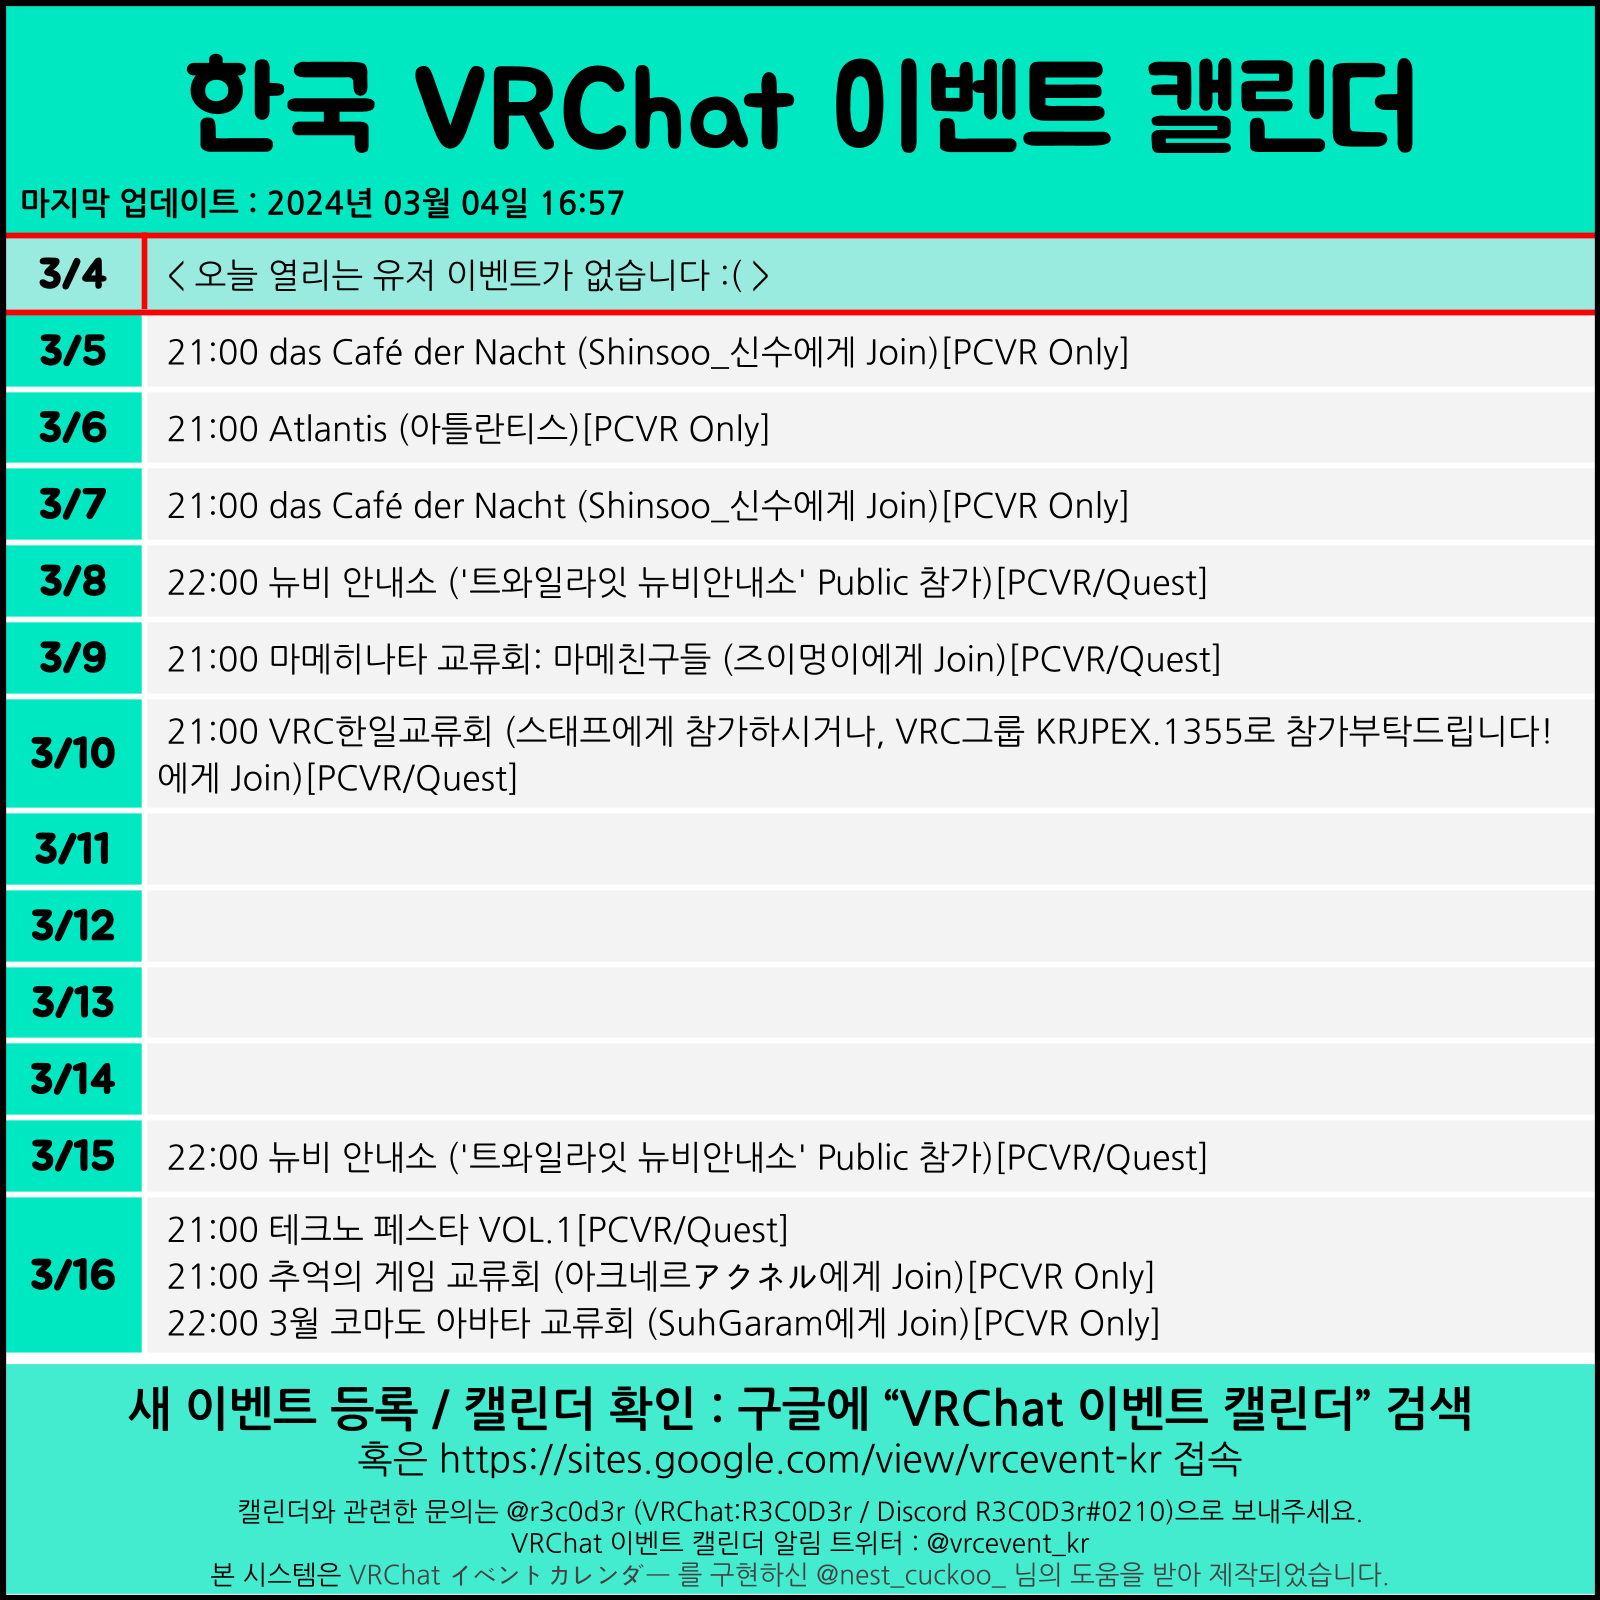 한국 VRChat 이벤트 캘린더
마지막 업데이트 : 2024년 03월 04일 16:57
3/4 < 오늘 열리는 유저 이벤트가 없습니다 :( >
3/5 21:00 das Café der Nacht (Shinsoo_신수에게 Join)[PCVR Only]
3/6 21:00 Atlantis (아틀란티스)[PCVR Only]
3/7 21:00 das Café der Nacht (Shinsoo_신수에게 Join)[PCVR Only]
3/8 22:00 뉴비 안내소 ('트와일라잇 뉴비안내소' Public 참가)[PCVR/Quest]
3/9 21:00 마메히나타 교류회: 마메친구들 (즈이멍이에게 Join)[PCVR/Quest]
3/10 21:00 VRC한일교류회 (스태프에게 참가하시거나, VRC그룹 KRJPEX.1355로 참가부탁드립니다!
에게 Join)[PCVR/Quest]
3/11
3/12
3/13
3/14
3/15 22:00 뉴비 안내소 ('트와일라잇 뉴비안내소' Public 참가)[PCVR/Quest]
3/16 21:00 테크노 페스타 VOL.1[PCVR/Quest]
21:00 추억의 게임 교류회 (아크네르アクネル에게 Join)[PCVR Only]
22:00 3월 코마도 아바타 교류회 (SuhGaram에게 Join)[PCVR Only]
새 이벤트 등록 / 캘린더 확인 : 구글에 “VRChat 이벤트 캘린더” 검색
혹은 https://sites.google.com/view/vrcevent-kr 접속
캘린더와 관련한 문의는 @r3c0d3r (VRChat:R3C0D3r / Discord R3C0D3r#0210)으로 보내주세요.
VRChat 이벤트 캘린더 알림 트위터 : @vrcevent_kr
본 시스템은 VRChat イベントカレンダー 를 구현하신 @nest_cuckoo_ 님의 도움을 받아 제작되었습니다.